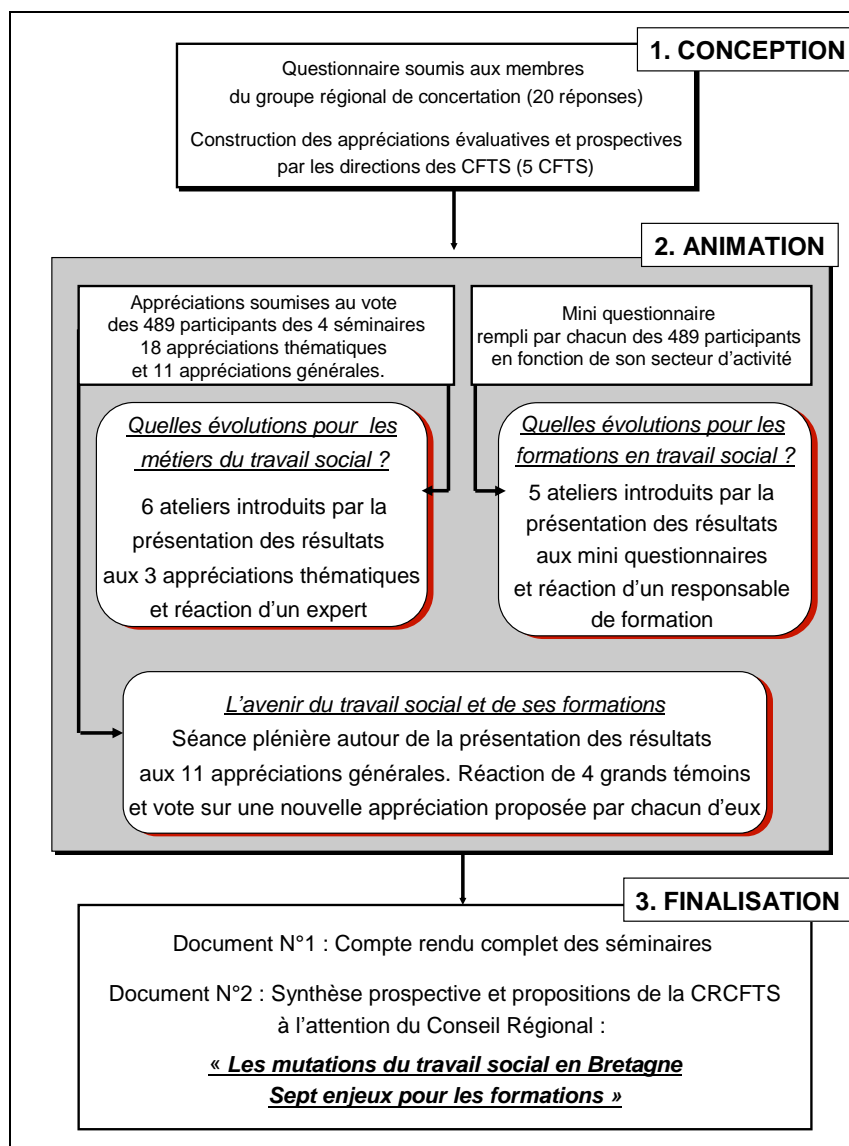 1. CONCEPTION
Questionnaire soumis aux membres
du groupe régional de concertation (20 réponses)
Construction des appréciations évaluatives et prospectives
par les directions des CFTS (5 CFTS)
2. ANIMATION
Appréciations soumises au vote
des 489 participants des 4 séminaires
18 appréciations thématiques
et 11 appréciations générales.
Mini questionnaire
rempli par chacun des 489 participants
en fonction de son secteur d'activité
Quelles évolutions pour les
métiers du travail social ?
6 ateliers introduits par la
présentation des résultats
aux 3 appréciations thématiques
et réaction d'un expert
Quelles évolutions pour les
formations en travail social ?
5 ateliers introduits par la
présentation des résultats
aux mini questionnaires
et réaction d'un responsable
de formation
L'avenir du travail social et de ses formations
Séance plénière autour de la présentation des résultats
aux 11 appréciations générales. Réaction de 4 grands témoins
et vote sur une nouvelle appréciation proposée par chacun d'eux
3. FINALISATION
Document N°1 : Compte rendu complet des séminaires
Document N°2 : Synthèse prospective et propositions de la CRCFTS
à l'attention du Conseil Régional :
« Les mutations du travail social en Bretagne
Sept enjeux pour les formations »